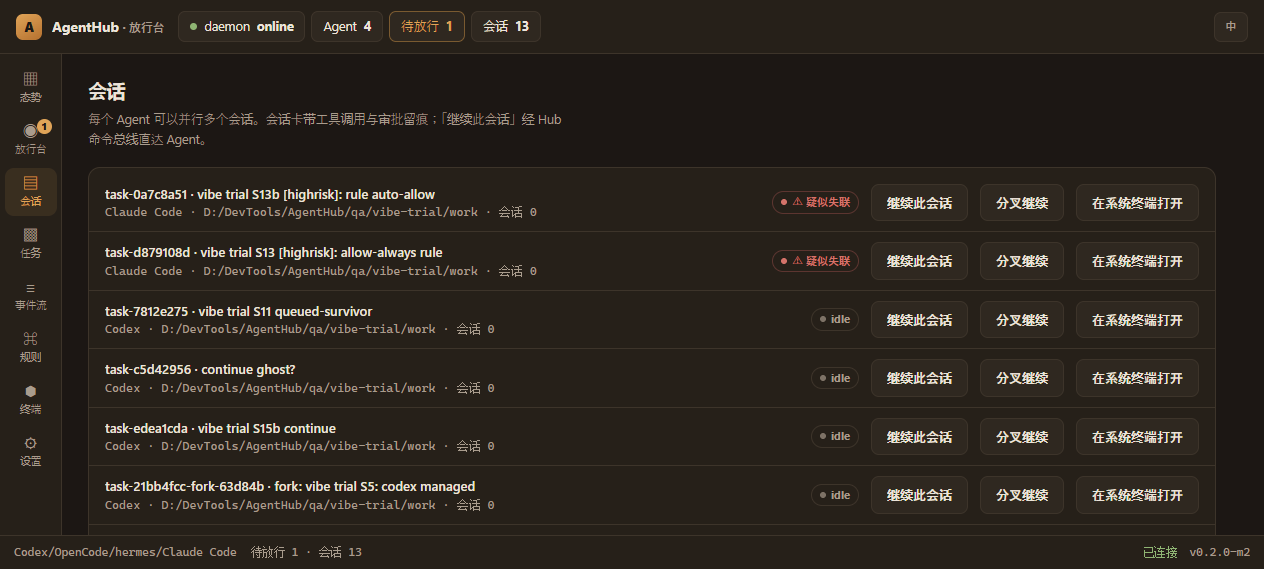 A AgentHub · 放行台 daemon online Agent 4 待放行 1 会话 13 中
态势
1
放行台
会话
任务
事件流
规则
终端
设置
会话
每个 Agent 可以并行多个会话。会话卡带工具调用与审批留痕；「继续此会话」经 Hub
命令总线直达 Agent。
task-0a7c8a51 · vibe trial S13b [highrisk]: rule auto-allow
Claude Code · D:/DevTools/AgentHub/qa/vibe-trial/work · 会话 0
⚠ 疑似失联 继续此会话 分叉继续 在系统终端打开
task-d879108d · vibe trial S13 [highrisk]: allow-always rule
Claude Code · D:/DevTools/AgentHub/qa/vibe-trial/work · 会话 0
⚠ 疑似失联 继续此会话 分叉继续 在系统终端打开
task-7812e275 · vibe trial S11 queued-survivor
Codex · D:/DevTools/AgentHub/qa/vibe-trial/work · 会话 0
idle 继续此会话 分叉继续 在系统终端打开
task-c5d42956 · continue ghost?
Codex · D:/DevTools/AgentHub/qa/vibe-trial/work · 会话 0
idle 继续此会话 分叉继续 在系统终端打开
task-edea1cda · vibe trial S15b continue
Codex · D:/DevTools/AgentHub/qa/vibe-trial/work · 会话 0
idle 继续此会话 分叉继续 在系统终端打开
task-21bb4fcc-fork-63d84b · fork: vibe trial S5: codex managed
Codex · D:/DevTools/AgentHub/qa/vibe-trial/work · 会话 0
idle 继续此会话 分叉继续 在系统终端打开
Codex/OpenCode/hermes/Claude Code 待放行 1 · 会话 13 已连接 v0.2.0-m2